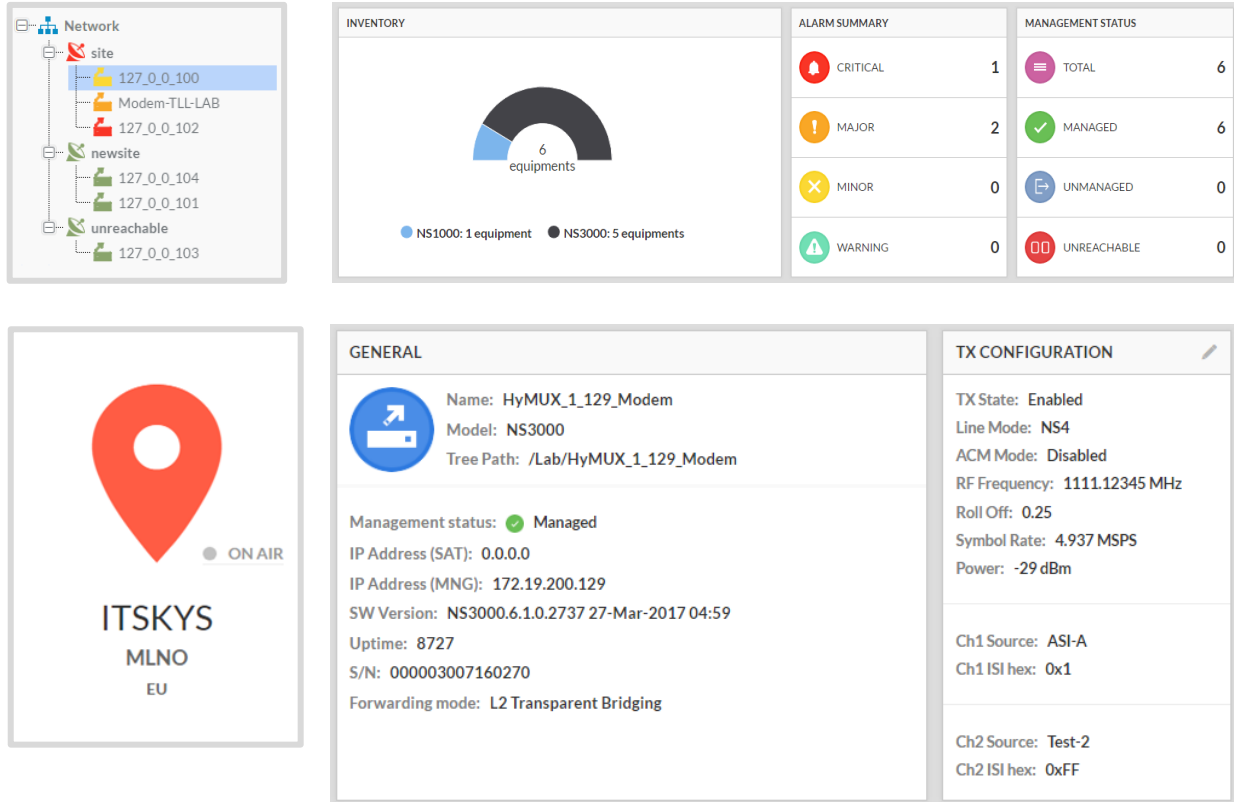 Network
site
127_0_0_100
Modem-TLL-LAB
127_0_0_102
newsite
127_0_0_104
127_0_0_101
unreachable
127_0_0_103
INVENTORY
6
equipments
NS1000: 1 equipment NS3000: 5 equipments
ALARM SUMMARY
CRITICAL 1
MAJOR 2
MINOR 0
WARNING 0
MANAGEMENT STATUS
TOTAL 6
MANAGED 6
UNMANAGED 0
UNREACHABLE 0
ON AIR
ITSKYS
MLNO
EU
GENERAL
Name: HyMUX_1_129_Modem
Model: NS3000
Tree Path: /Lab/HyMUX_1_129_Modem
Management status: Managed
IP Address (SAT): 0.0.0.0
IP Address (MNG): 172.19.200.129
SW Version: NS3000.6.1.0.2737 27-Mar-2017 04:59
Uptime: 8727
S/N: 000003007160270
Forwarding mode: L2 Transparent Bridging
TX CONFIGURATION
TX State: Enabled
Line Mode: NS4
ACM Mode: Disabled
RF Frequency: 1111.12345 MHz
Roll Off: 0.25
Symbol Rate: 4.937 MSPS
Power: -29 dBm
Ch1 Source: ASI-A
Ch1 ISI hex: 0x1
Ch2 Source: Test-2
Ch2 ISI hex: 0xFF